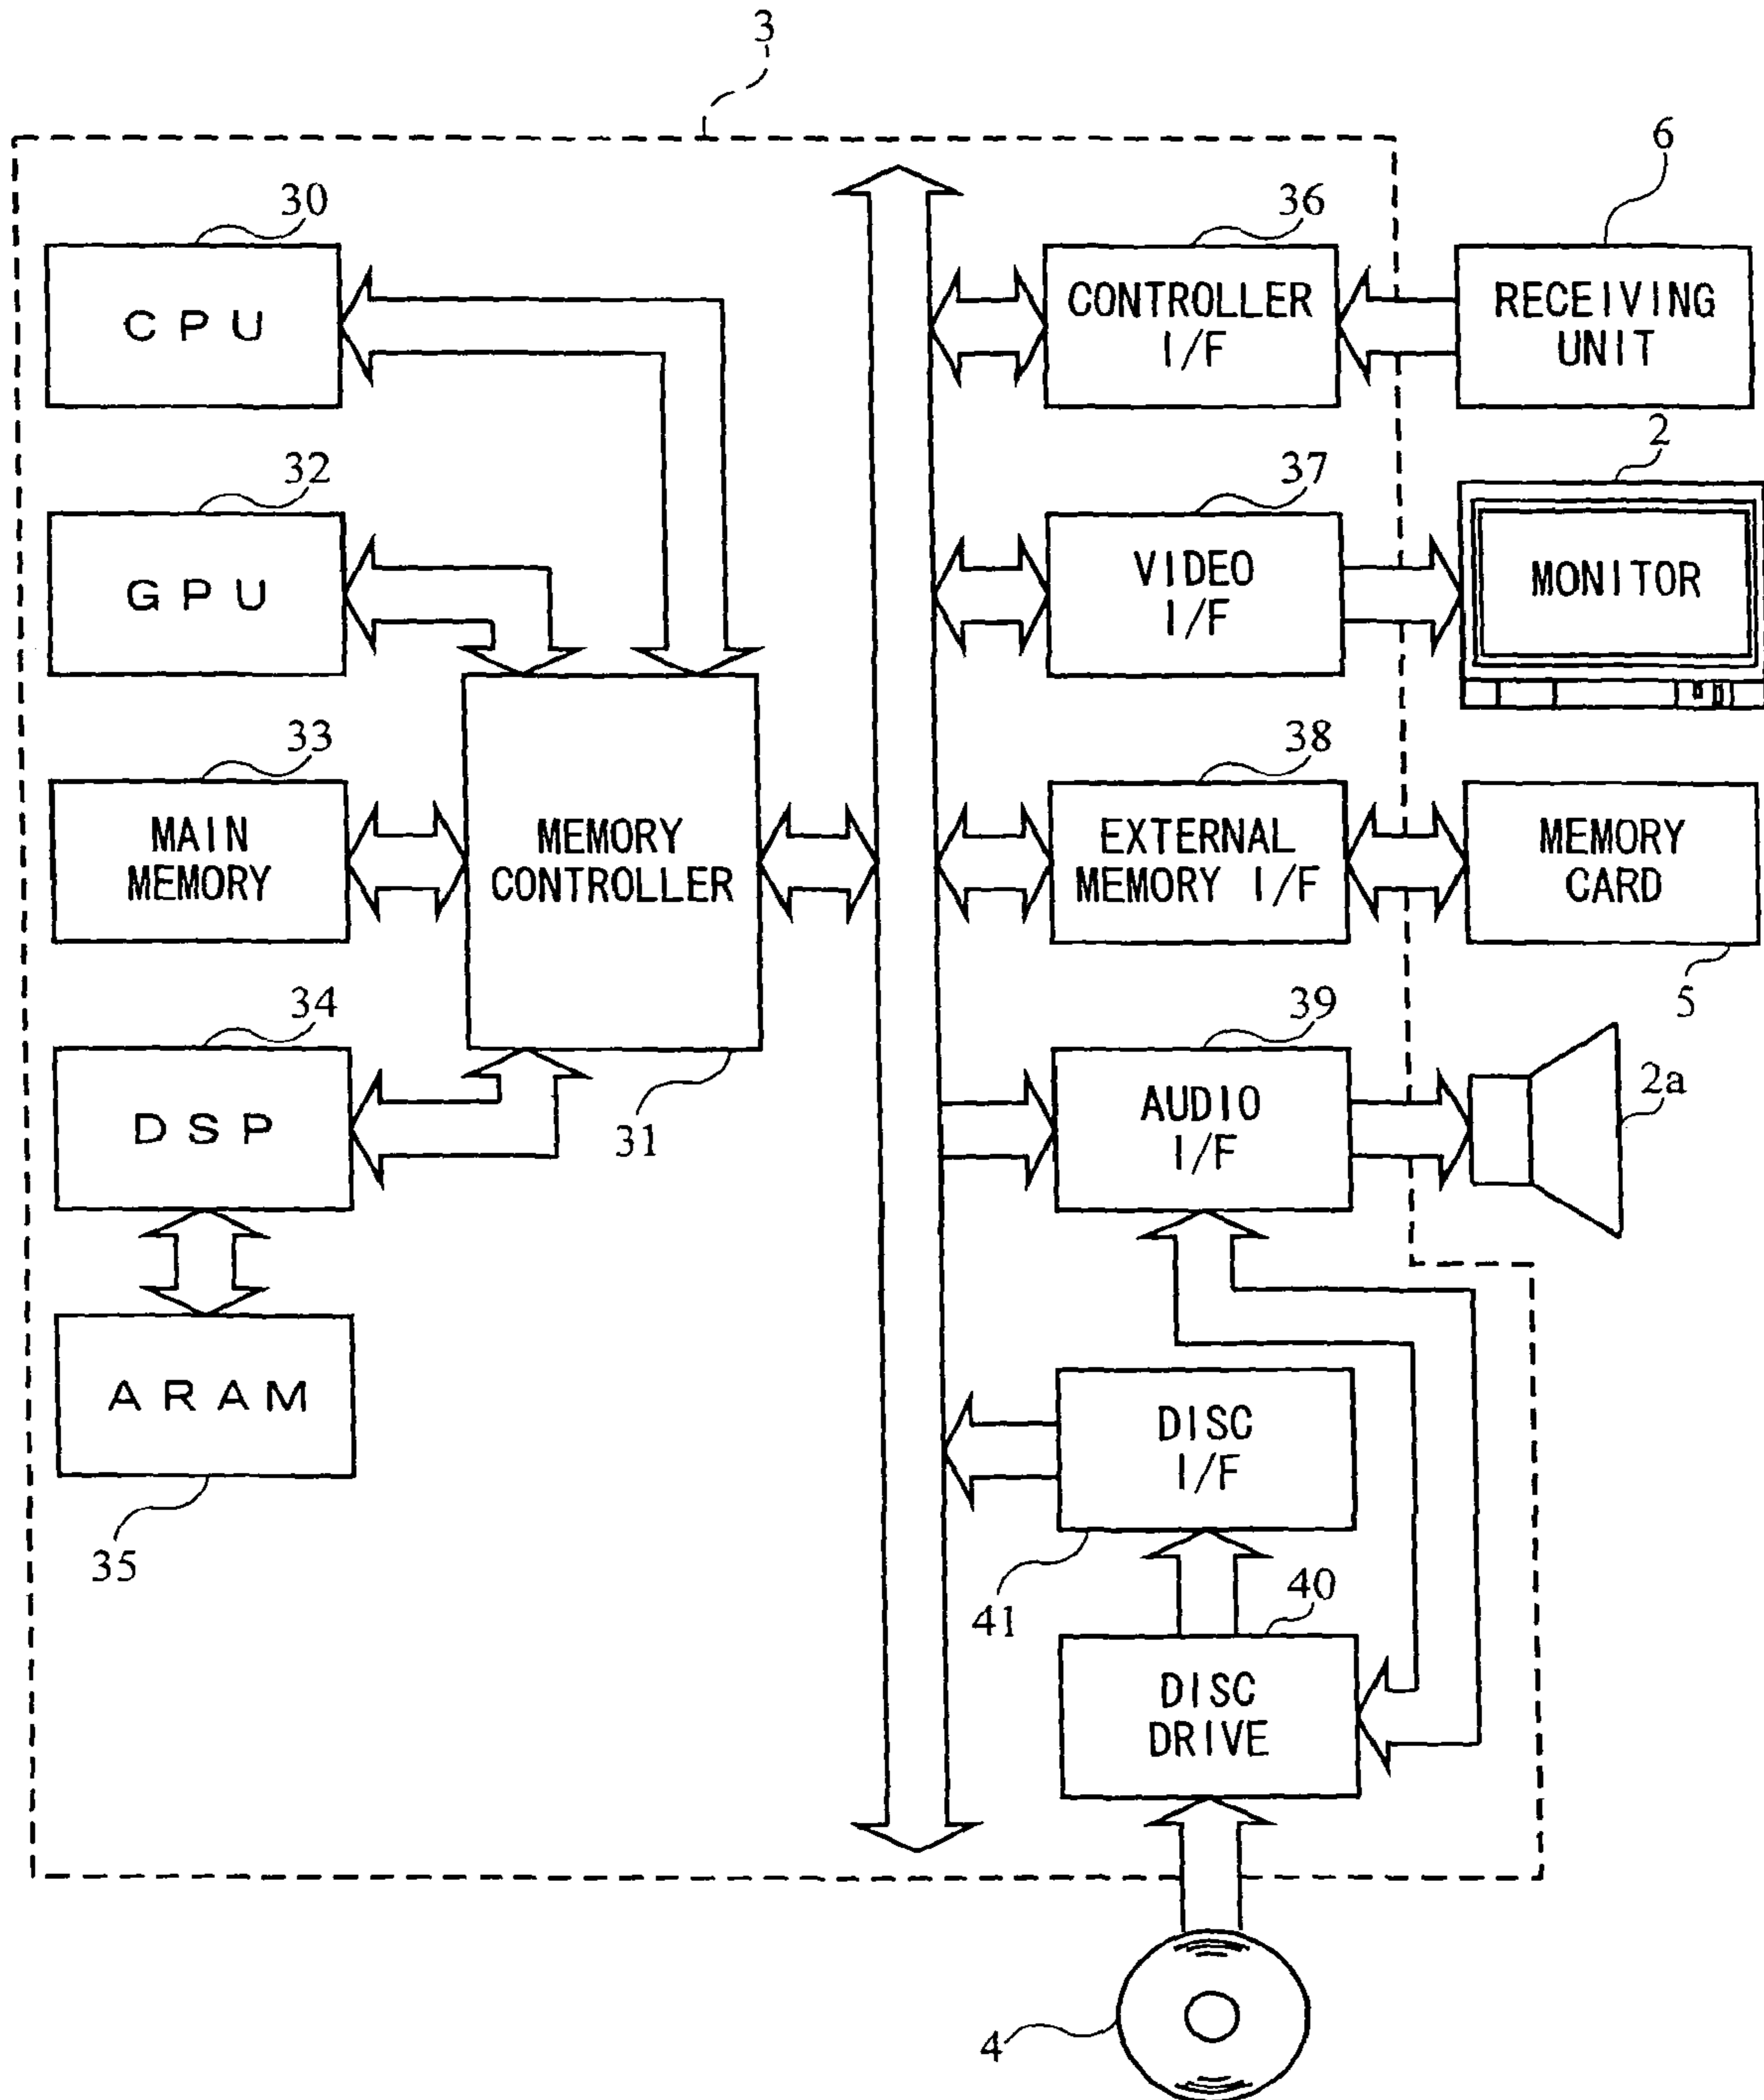 3
6
30
36
CPU
CONTROLLER
I/F
RECEIVING
UNIT
2
32
37
GPU
VIDEO
I/F
MONITOR
33
38
MAIN
MEMORY
MEMORY
CONTROLLER
EXTERNAL
MEMORY I/F
MEMORY
CARD
5
34
39
2a
DSP
31
AUDIO
I/F
ARAM
35
DISC
I/F
41
40
DISC
DRIVE
4